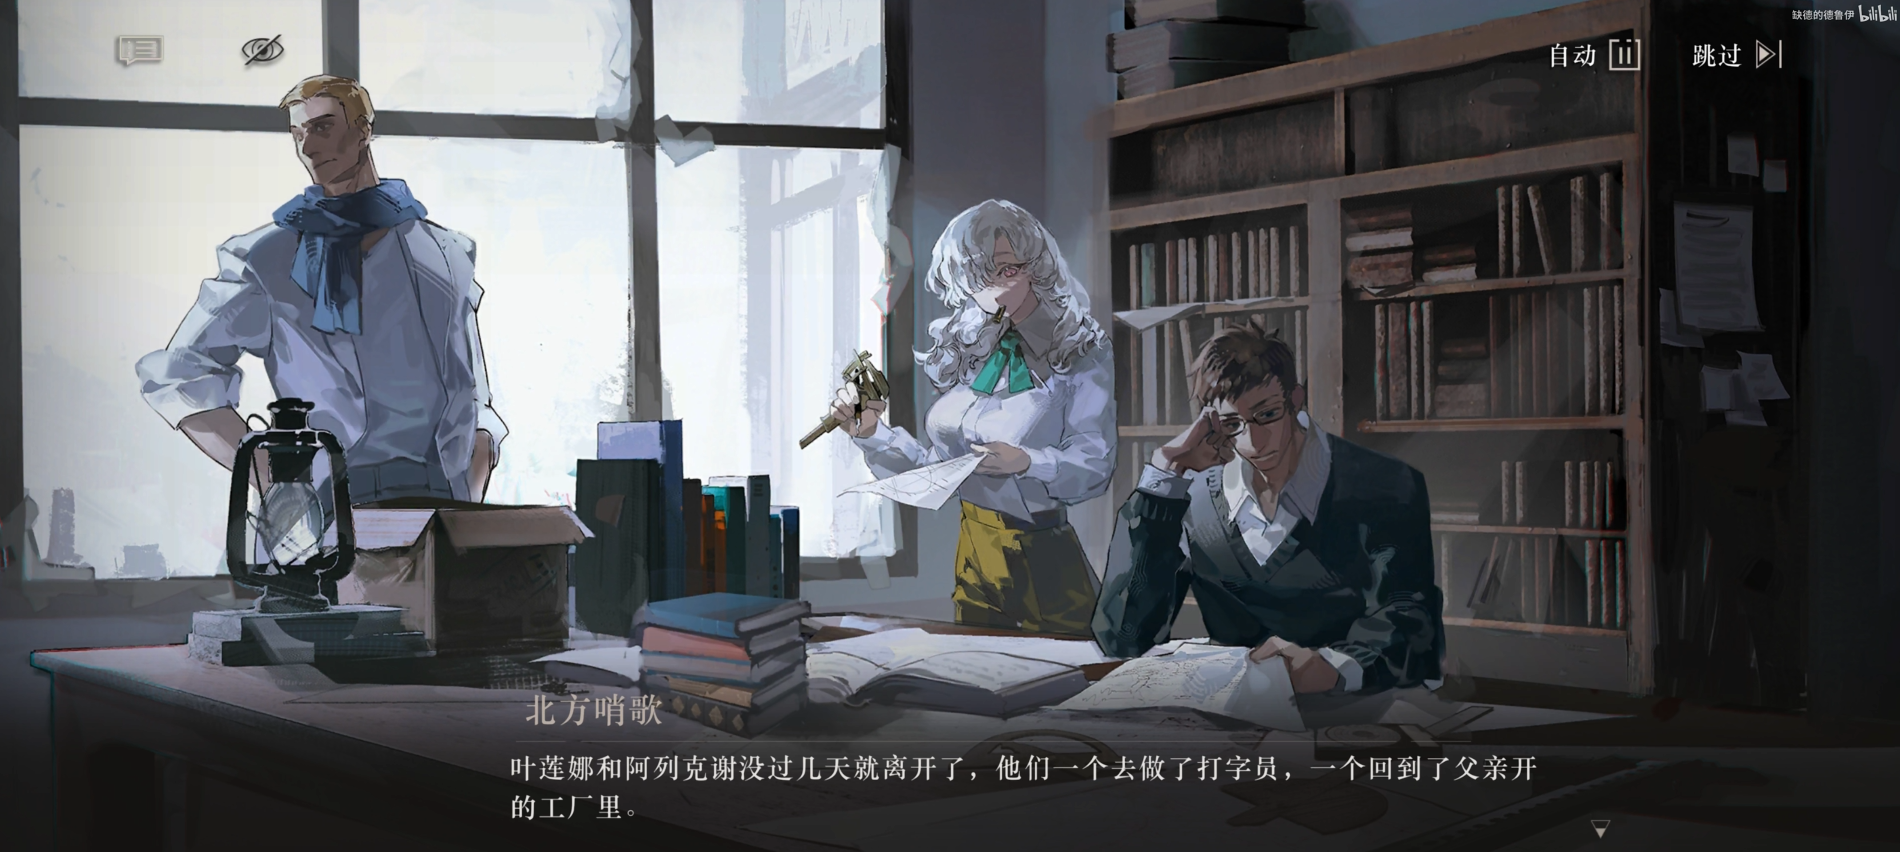 缺德的德鲁伊 bilibili
自动 跳过
北方哨歌
叶莲娜和阿列克谢没过几天就离开了，他们一个去做了打字员，一个回到了父亲开
的工厂里。